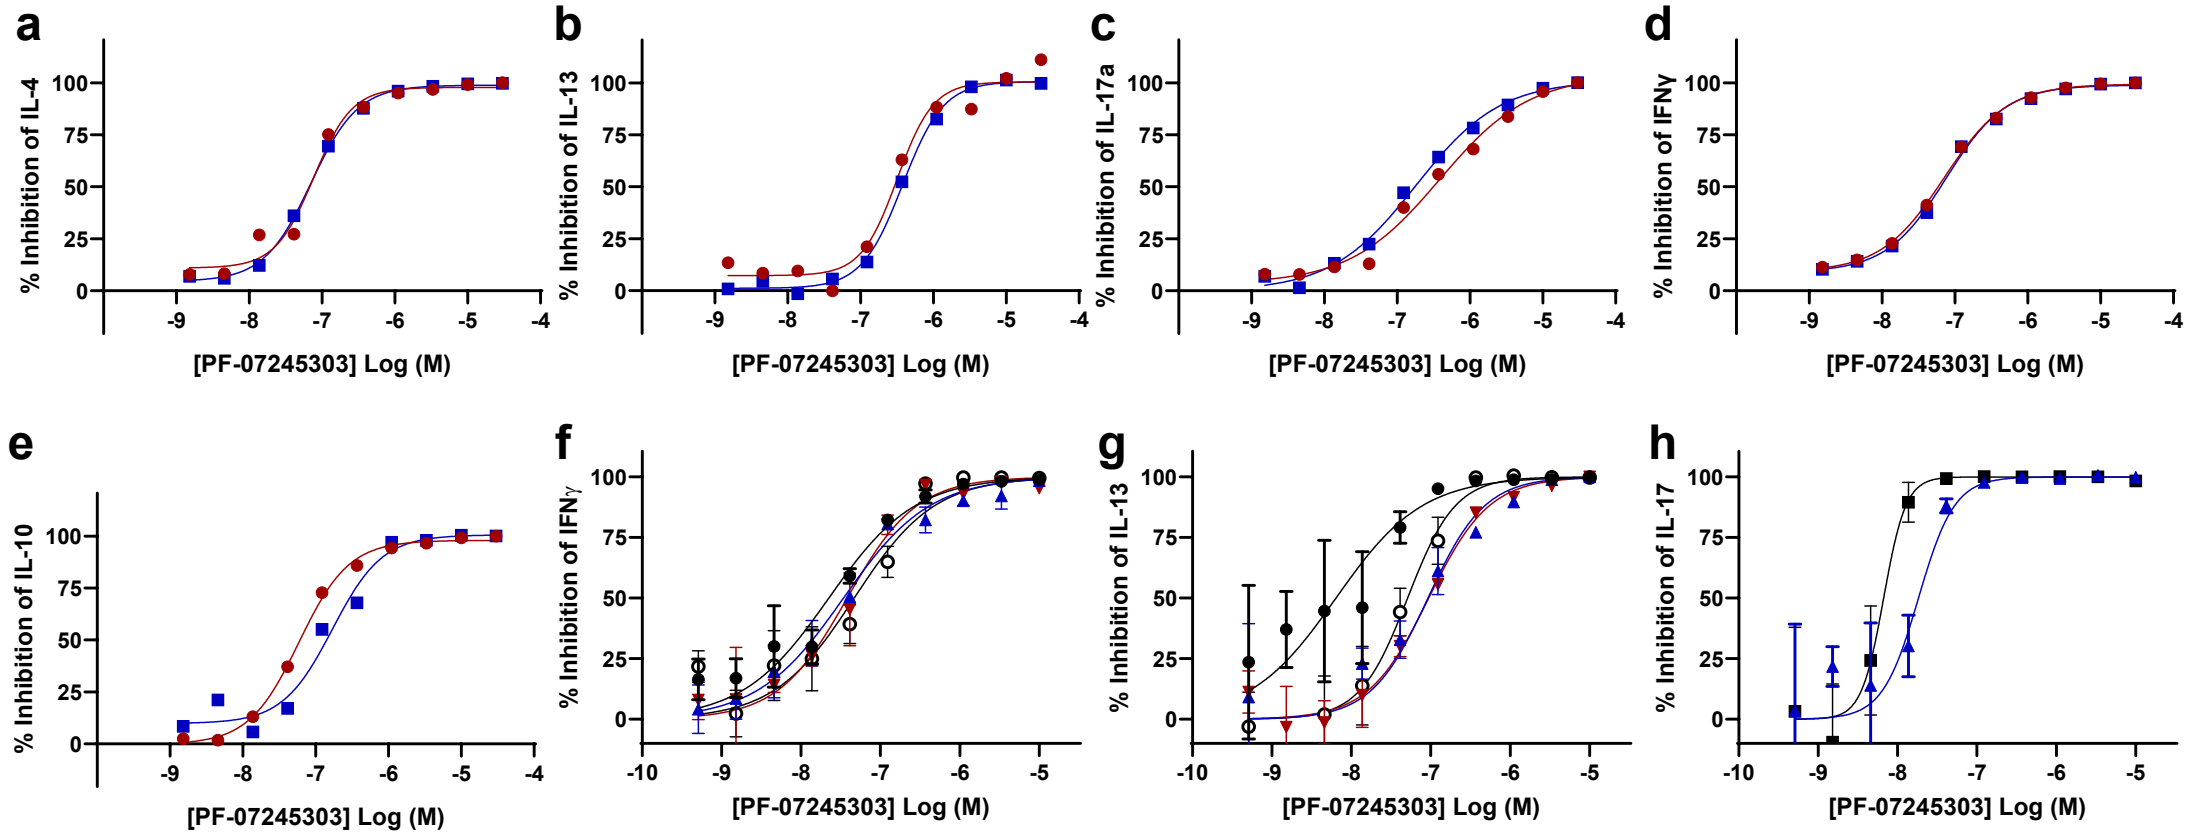 a
% Inhibition of IL-4
100
75
50
25
0
-9 -8 -7 -6 -5 -4
[PF-07245303] Log (M)
b
% Inhibition of IL-13
100
75
50
25
0
-9 -8 -7 -6 -5 -4
[PF-07245303] Log (M)
c
% Inhibition of IL-17a
100
75
50
25
0
-9 -8 -7 -6 -5 -4
[PF-07245303] Log (M)
d
% Inhibition of IFNγ
100
75
50
25
0
-9 -8 -7 -6 -5 -4
[PF-07245303] Log (M)
e
% Inhibition of IL-10
100
75
50
25
0
-9 -8 -7 -6 -5 -4
[PF-07245303] Log (M)
f
% Inhibition of IFNγ
100
75
50
25
0
-10 -9 -8 -7 -6 -5
[PF-07245303] Log (M)
g
% Inhibition of IL-13
100
75
50
25
0
-10 -9 -8 -7 -6 -5
[PF-07245303] Log (M)
h
% Inhibition of IL-17
100
75
50
25
0
-10 -9 -8 -7 -6 -5
[PF-07245303] Log (M)